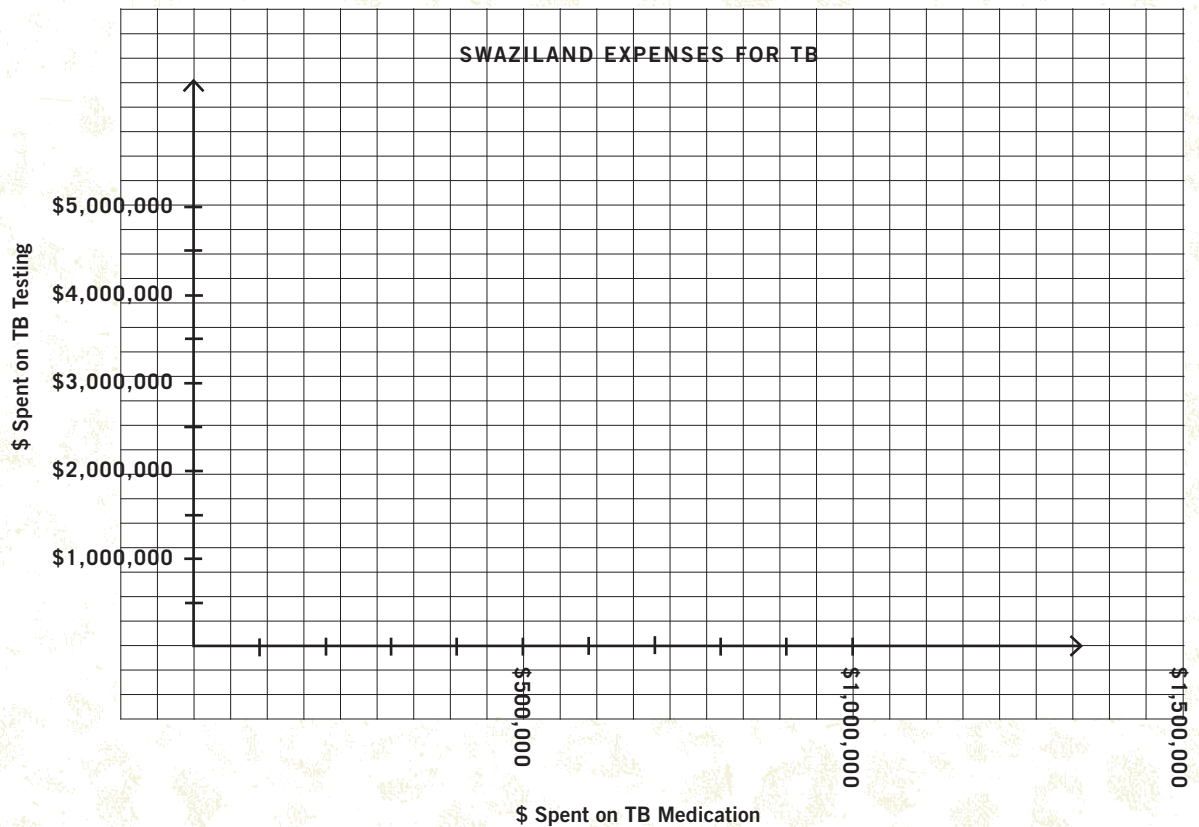 SWAZILAND EXPENSES FOR TB
$ Spent on TB Testing
$5,000,000
$4,000,000
$3,000,000
$2,000,000
$1,000,000
$500,000
$1,000,000
$1,500,000
$ Spent on TB Medication